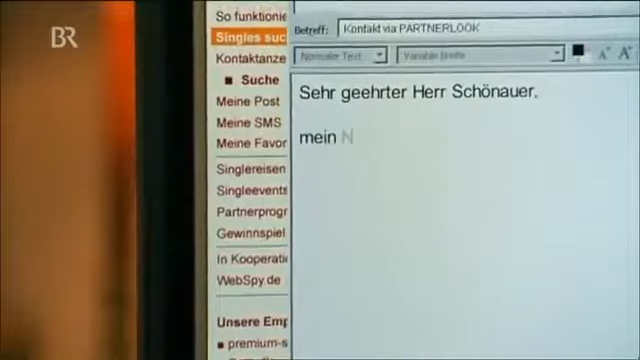 BR
So funktionie
Singles suc
Kontaktanze
Suche
Meine Post
Meine SMS
Meine Favor
Singlereisen
Singleevents
Partnerprogr
Gewinnspiel
In Kooperati
WebSpy.de
Unsere Emp
premium-s
Betreff: Kontakt via PARTNERLOOK
Normaler Text Variable Breite
Sehr geehrter Herr Schönauer,
mein N